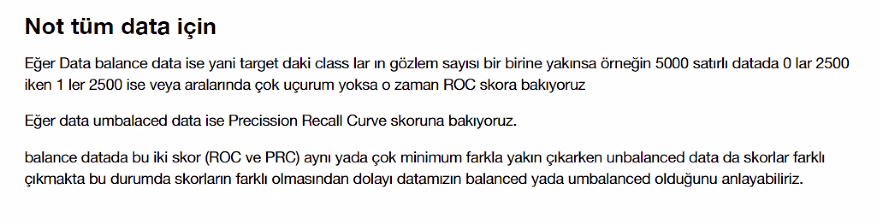 Not tüm data için
Eğer Data balance data ise yani target daki class lar ın gözlem sayısı bir birine yakınsa örneğin 5000 satırlı datada 0 lar 2500
iken 1 ler 2500 ise veya aralarında çok uçurum yoksa o zaman ROC skora bakıyoruz
Eğer data umbalaced data ise Precission Recall Curve skoruna bakıyoruz.
balance datada bu iki skor (ROC ve PRC) aynı yada çok minimum farkla yakın çıkarken unbalanced data da skorlar farklı
çıkmakta bu durumda skorların farklı olmasından dolayı datamızın balanced yada umbalanced olduğunu anlayabiliriz.